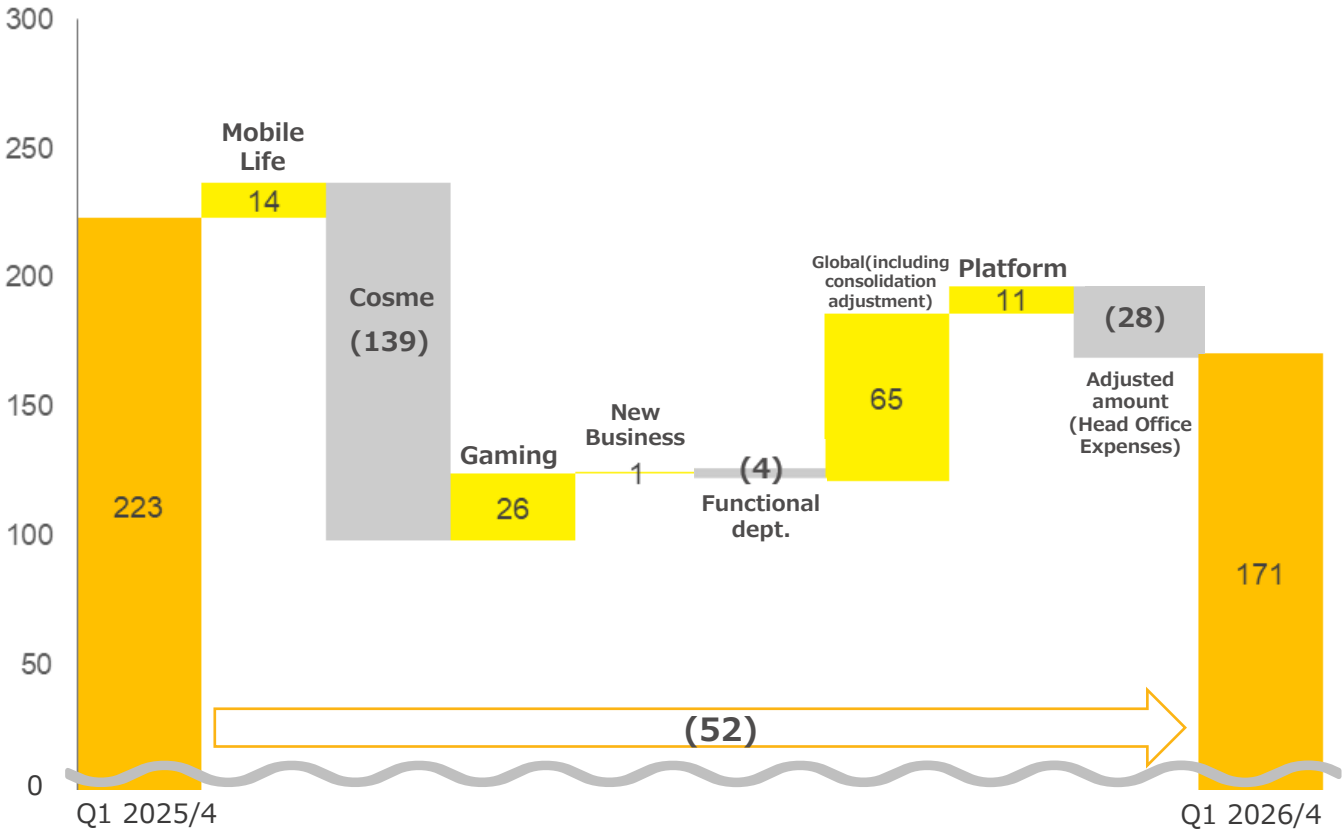 300
250
200
150
100
50
0
223
Mobile
Life
14
Cosme
(139)
Gaming
26
New
Business
1
(4)
Functional
dept.
Global(including
consolidation
adjustment)
65
Platform
11
(28)
Adjusted
amount
(Head Office
Expenses)
171
(52)
Q1 2025/4
Q1 2026/4